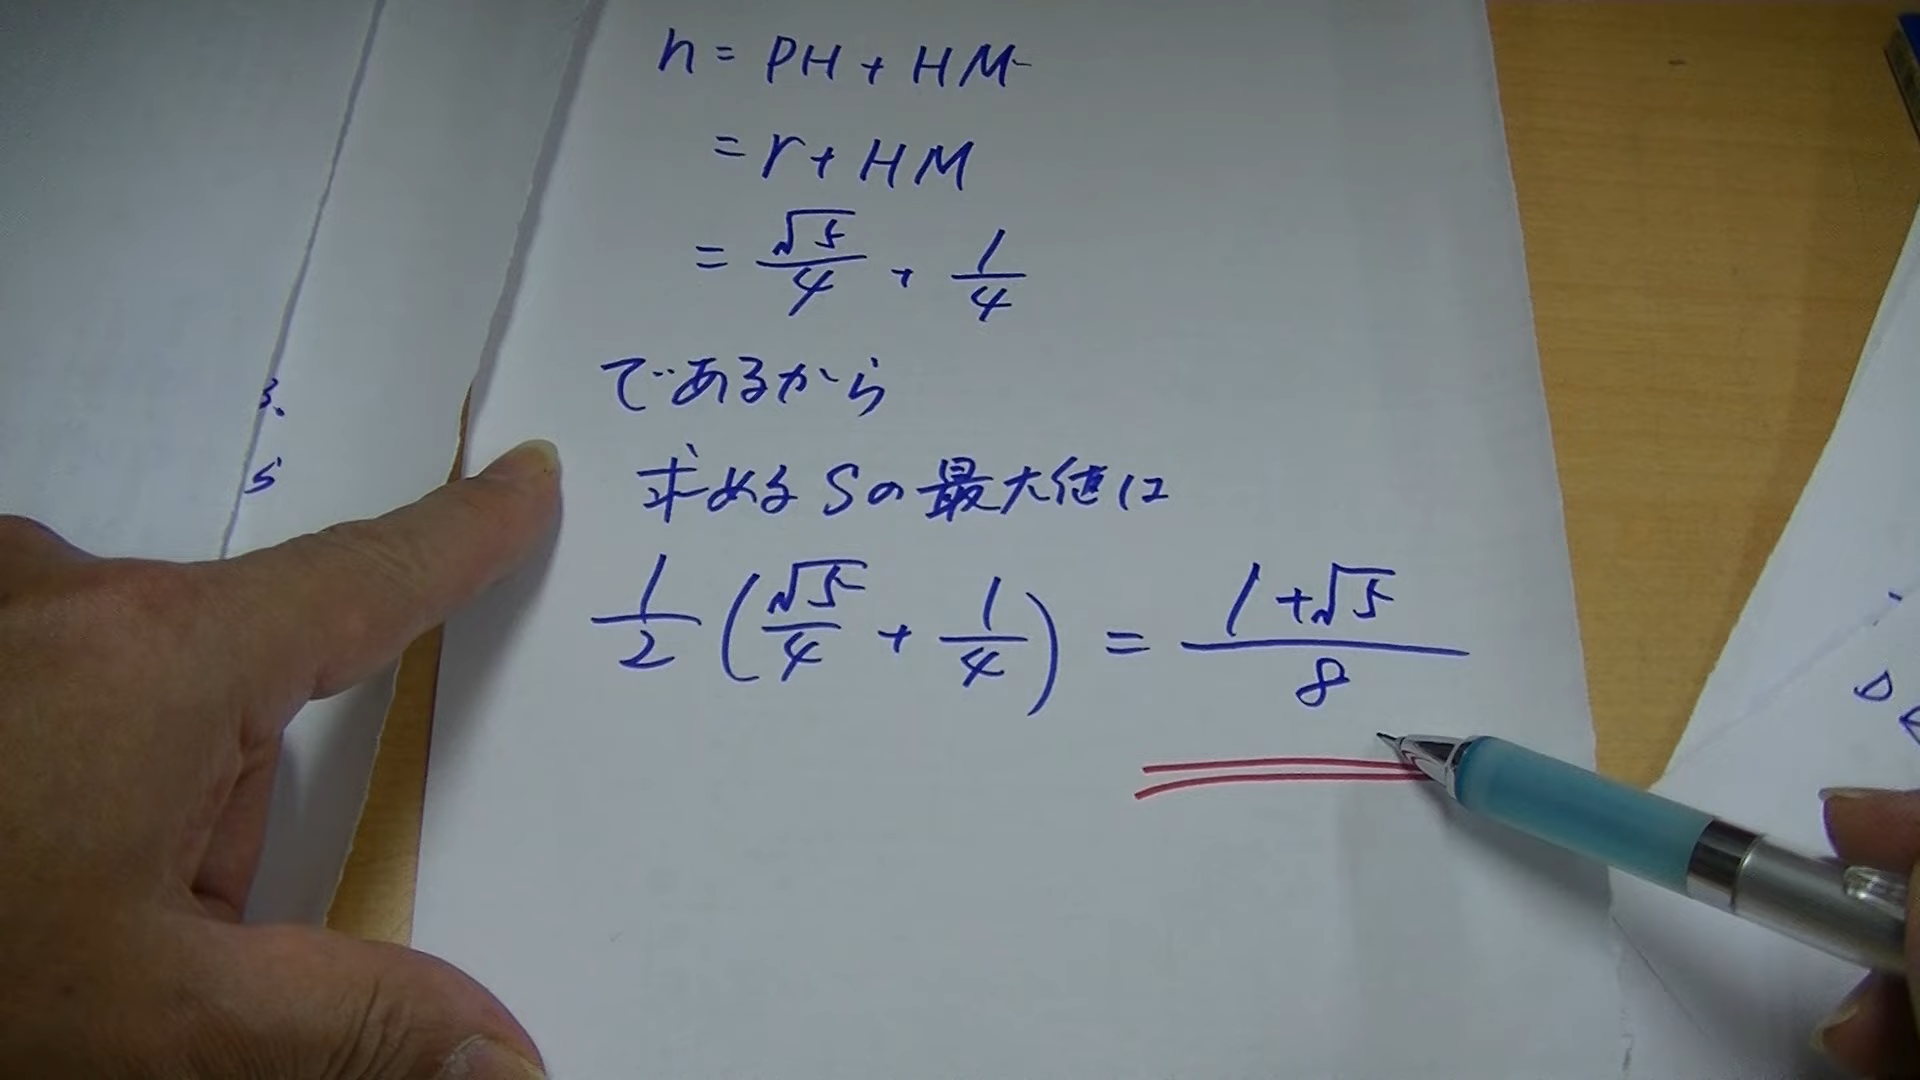 h = PH + HM
= r + HM
= √5/4 + 1/4
であるから
求めるSの最大値は
1/2 (√5/4 + 1/4) = 1+√5/8